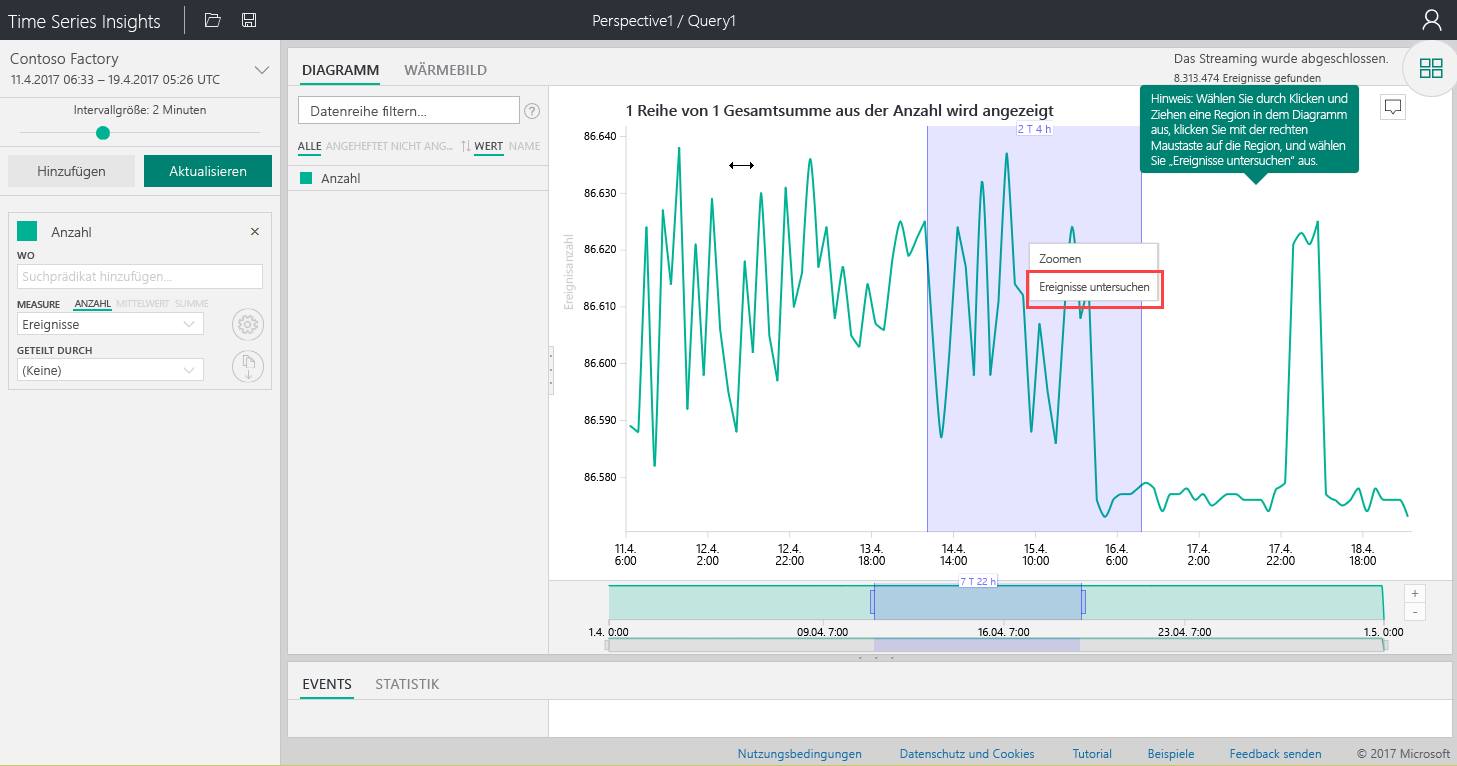 Time Series Insights
Perspective1 / Query1
Contoso Factory
11.4.2017 06:33 – 19.4.2017 05:26 UTC
Intervallgröße: 2 Minuten
Hinzufügen
Aktualisieren
Anzahl
WO
Suchprädikat hinzufügen...
MEASURE ANZAHL MITTELWERT SUMME
Ereignisse
GETEILT DURCH
(Keine)
DIAGRAMM
WÄRMEBILD
Das Streaming wurde abgeschlossen.
8.313.474 Ereignisse gefunden
Datenreihe filtern...
?
ALLE ANGEHEFTET NICHT ANG... WERT NAME
Anzahl
1 Reihe von 1 Gesamtsumme aus der Anzahl wird angezeigt
Hinweis: Wählen Sie durch Klicken und
Ziehen eine Region in dem Diagramm
aus, klicken Sie mit der rechten
Maustaste auf die Region, und wählen
Sie „Ereignisse untersuchen“ aus.
2 T 4 h
Ereignisanzahl
86.640
86.630
86.620
86.610
86.600
86.590
86.580
Zoomen
Ereignisse untersuchen
11.4. 12.4. 12.4. 13.4. 14.4. 15.4. 16.4. 17.4. 17.4. 18.4.
6:00 2:00 22:00 18:00 14:00 10:00 6:00 2:00 22:00 18:00
7 T 22 h
+
-
1.4. 0:00 09.04. 7:00 16.04. 7:00 23.04. 7:00 1.5. 0:00
EVENTS
STATISTIK
Nutzungsbedingungen Datenschutz und Cookies Tutorial Beispiele Feedback senden © 2017 Microsoft